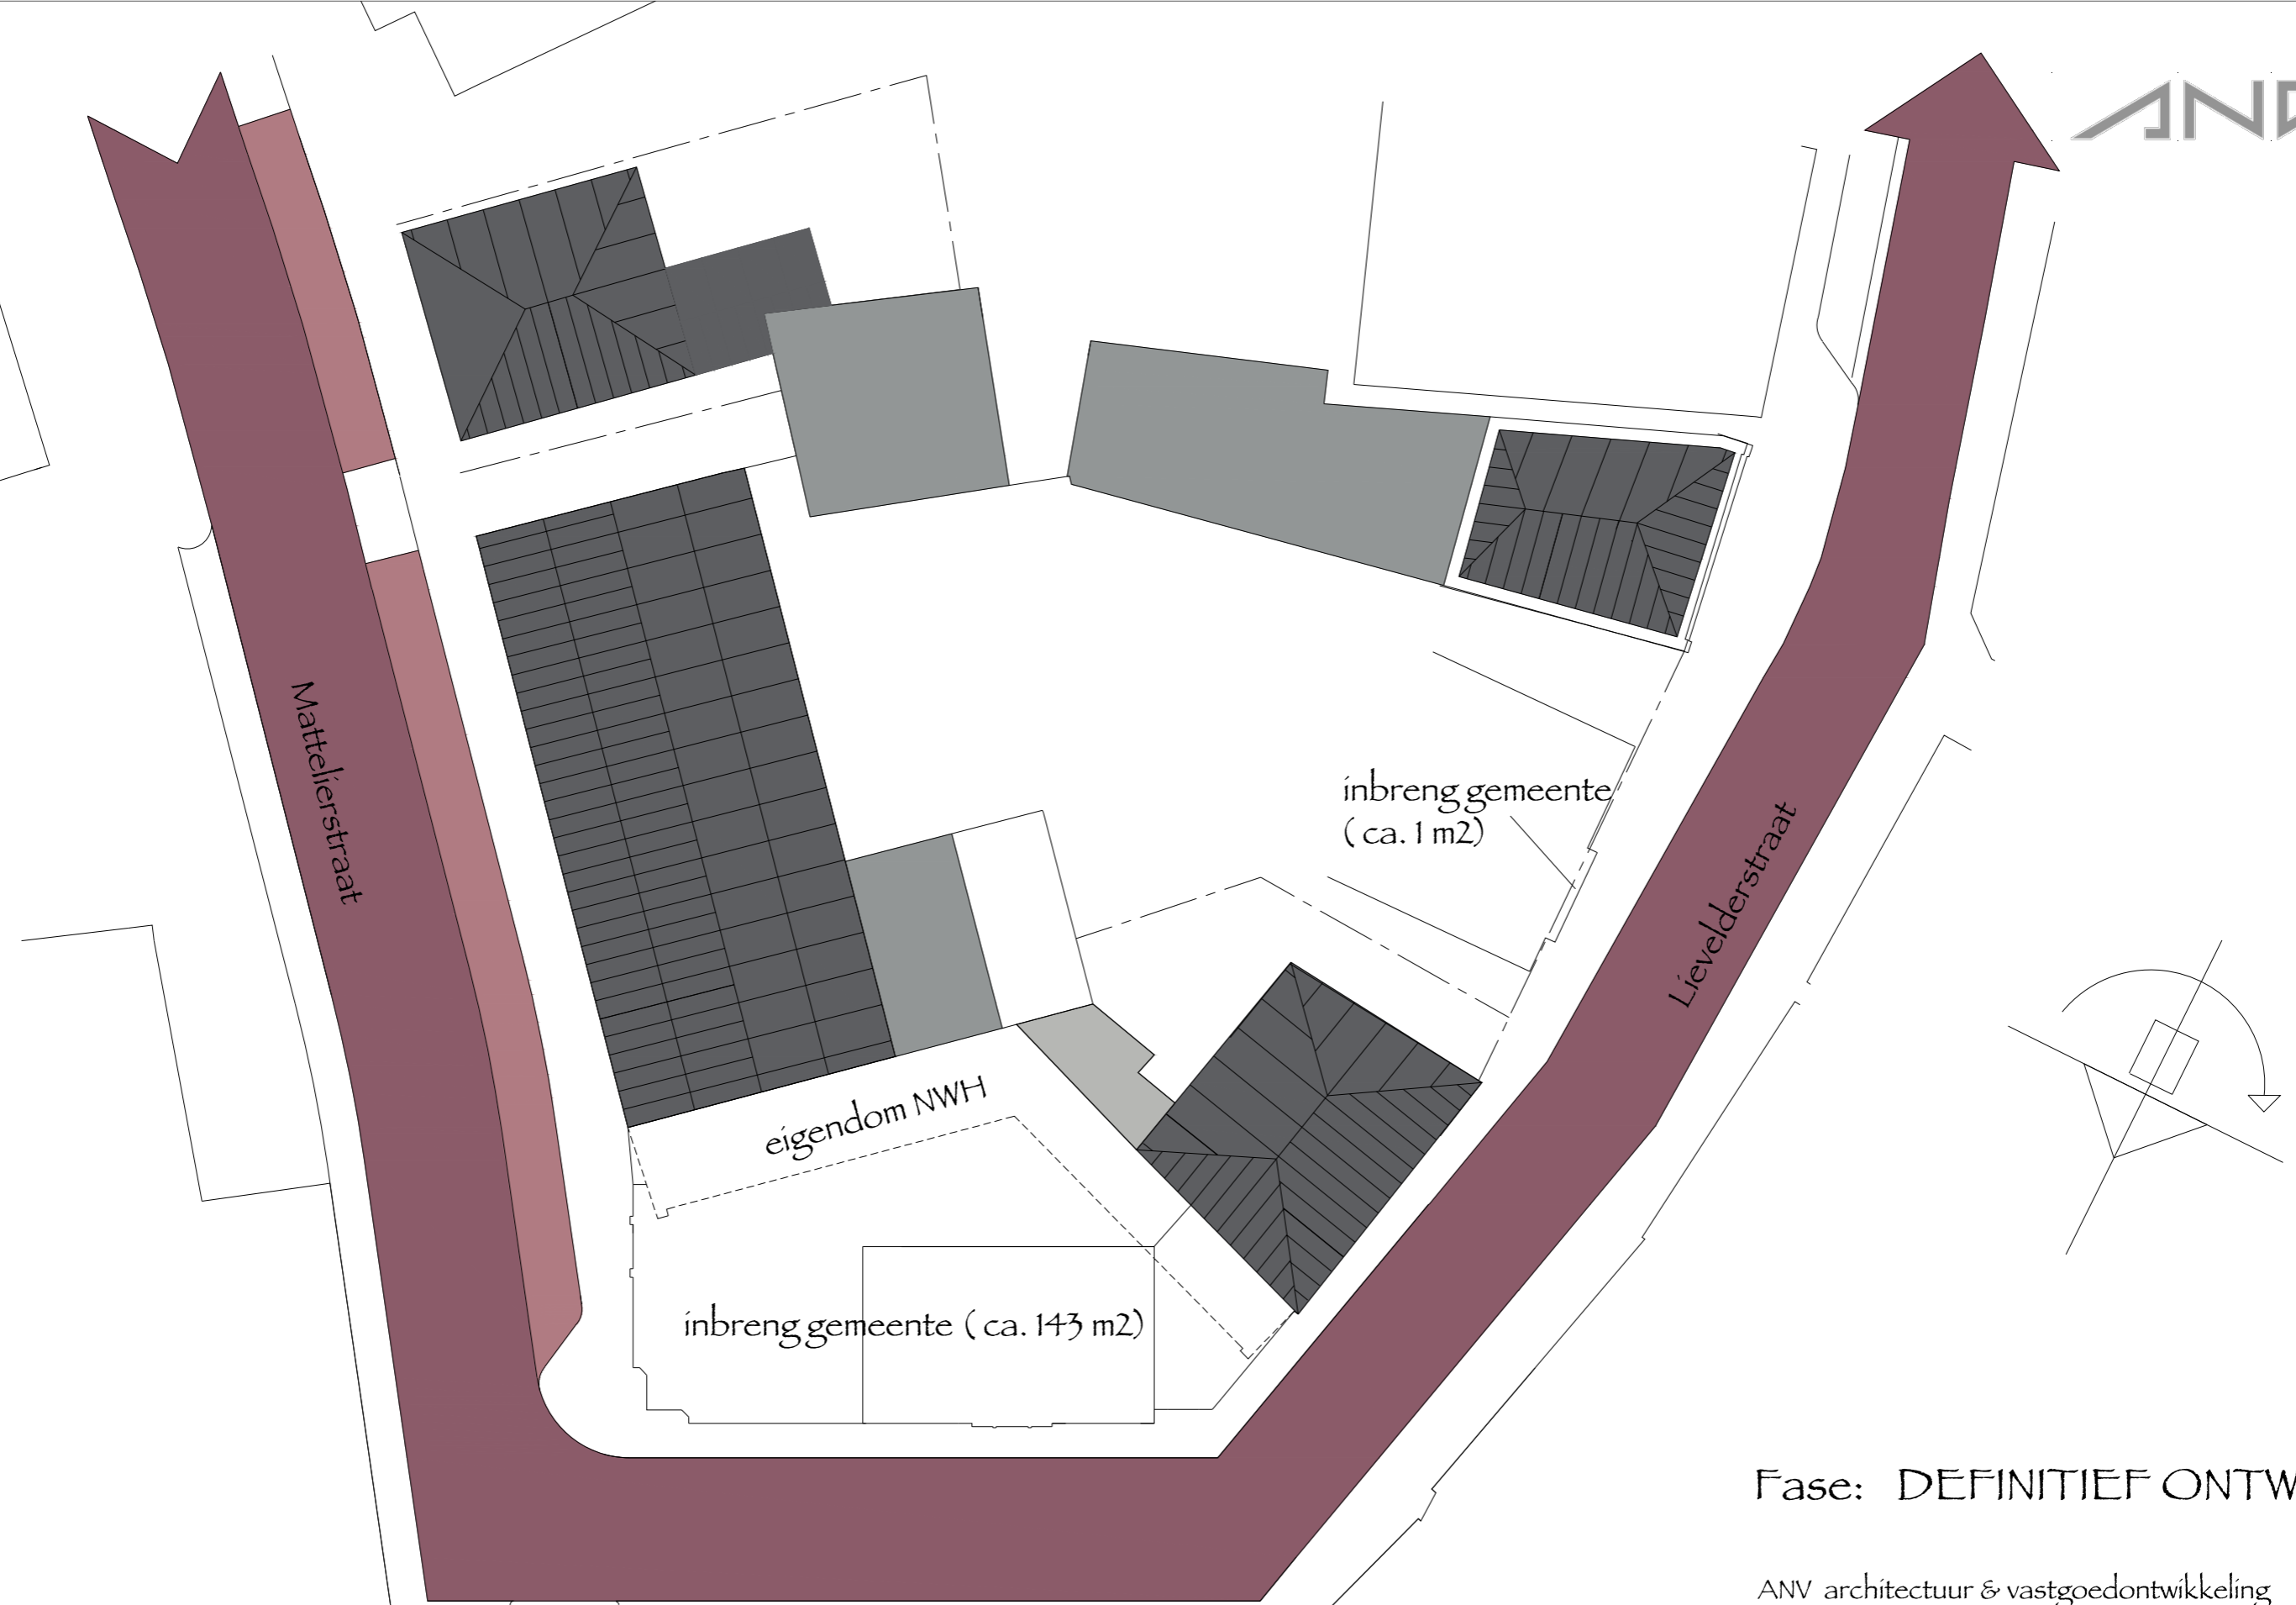 Mattelierstraat
inbreng gemeente
( ca. 1 m2)
Lievelderstraat
eigendom NWH
inbreng gemeente ( ca. 143 m2)
Fase: DEFINITIEF ONTW
ANV architectuur & vastgoedontwikkeling